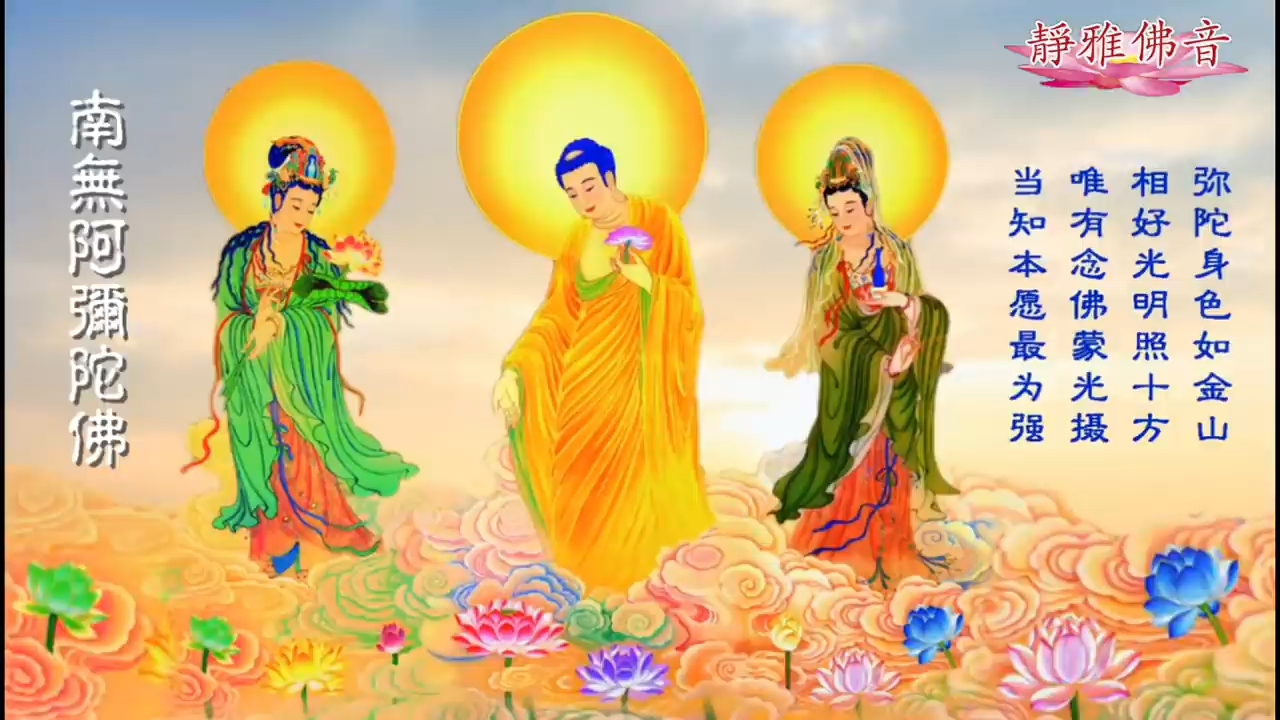 靜雅佛音
南無阿彌陀佛
弥陀身色如金山
相好光明照十方
唯有念佛蒙光摄
当知本愿最为强